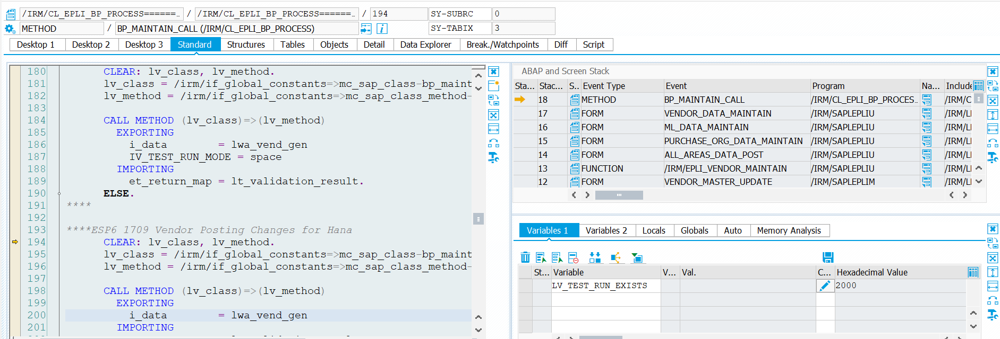 /IRM/CL_EPLI_BP_PROCESS======… / /IRM/CL_EPLI_BP_PROCESS======… / 194 SY-SUBRC 0
METHOD / BP_MAINTAIN_CALL (/IRM/CL_EPLI_BP_PROCESS) SY-TABIX 3
Desktop 1 Desktop 2 Desktop 3 Standard Structures Tables Objects Detail Data Explorer Break./Watchpoints Diff Script
180 CLEAR: lv_class, lv_method.
181 lv_class = /irm/if_global_constants=>mc_sap_class-bp_maint
182 lv_method = /irm/if_global_constants=>mc_sap_class_method-
183
184 CALL METHOD (lv_class)=>(lv_method)
185 EXPORTING
186 i_data = lwa_vend_gen
187 IV_TEST_RUN_MODE = space
188 IMPORTING
189 et_return_map = lt_validation_result.
190 ELSE.
191 ****
192
193 ****ESP6 1709 Vendor Posting Changes for Hana
194 CLEAR: lv_class, lv_method.
195 lv_class = /irm/if_global_constants=>mc_sap_class-bp_maint
196 lv_method = /irm/if_global_constants=>mc_sap_class_method-
197
198 CALL METHOD (lv_class)=>(lv_method)
199 EXPORTING
200 i_data = lwa_vend_gen
201 IMPORTING
ABAP and Screen Stack
Sta... Stac... S.. Event Type Event Program Na... Include
18 METHOD BP_MAINTAIN_CALL /IRM/CL_EPLI_BP_PROCES… /IRM/C
17 FORM VENDOR_DATA_MAINTAIN /IRM/SAPLEPLIU /IRM/LI
16 FORM ML_DATA_MAINTAIN /IRM/SAPLEPLIU /IRM/LI
15 FORM PURCHASE_ORG_DATA_MAINTAIN /IRM/SAPLEPLIU /IRM/LI
14 FORM ALL_AREAS_DATA_POST /IRM/SAPLEPLIU /IRM/LI
13 FUNCTION /IRM/EPLI_VENDOR_MAINTAIN /IRM/SAPLEPLIU /IRM/LI
12 FORM VENDOR_MASTER_UPDATE /IRM/SAPLEPLIM /IRM/LI
Variables 1 Variables 2 Locals Globals Auto Memory Analysis
St... Variable V... Val. C... Hexadecimal Value
LV_TEST_RUN_EXISTS 2000